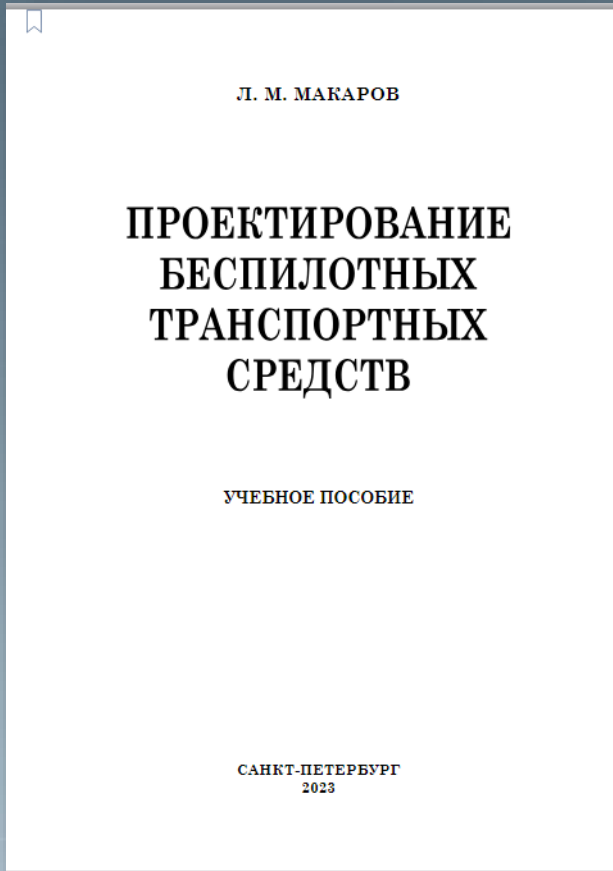 Л. М. МАКАРОВ
ПРОЕКТИРОВАНИЕ
БЕСПИЛОТНЫХ
ТРАНСПОРТНЫХ
СРЕДСТВ
УЧЕБНОЕ ПОСОБИЕ
САНКТ-ПЕТЕРБУРГ
2023